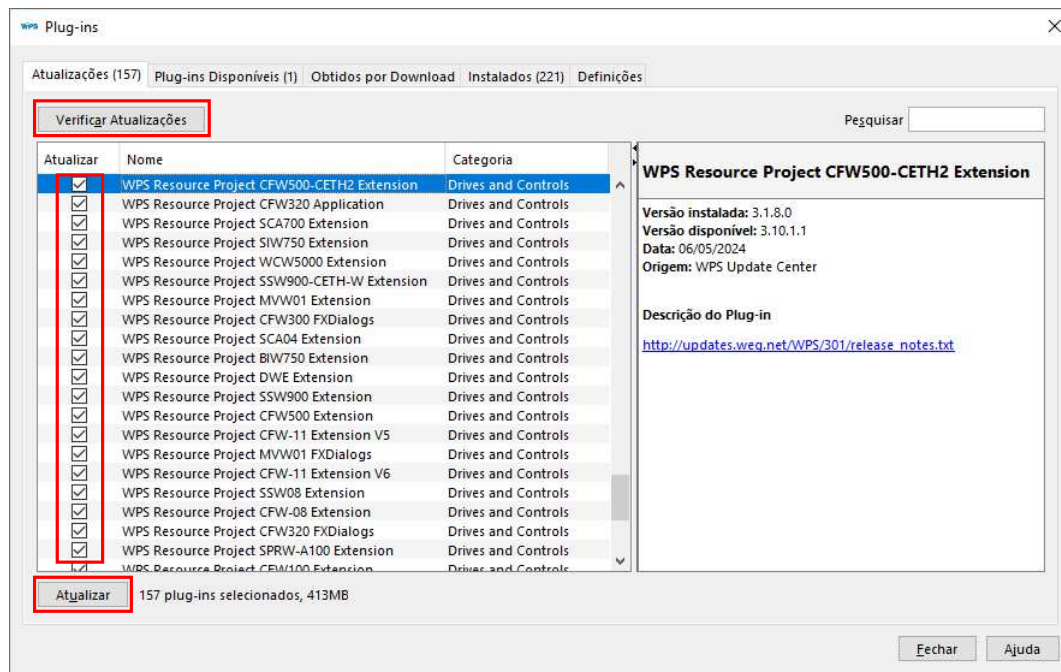 WPS Plug-ins
Atualizações (157) Plug-ins Disponíveis (1) Obtidos por Download Instalados (221) Definições
Verificar Atualizações Pesquisar
Atualizar Nome Categoria
WPS Resource Project CFW500-CETH2 Extension Drives and Controls
WPS Resource Project CFW320 Application Drives and Controls
WPS Resource Project SCA700 Extension Drives and Controls
WPS Resource Project SIW750 Extension Drives and Controls
WPS Resource Project WCW5000 Extension Drives and Controls
WPS Resource Project SSW900-CETH-W Extension Drives and Controls
WPS Resource Project MVW01 Extension Drives and Controls
WPS Resource Project CFW300 FXDialogs Drives and Controls
WPS Resource Project SCA04 Extension Drives and Controls
WPS Resource Project BIW750 Extension Drives and Controls
WPS Resource Project DWE Extension Drives and Controls
WPS Resource Project SSW900 Extension Drives and Controls
WPS Resource Project CFW500 Extension Drives and Controls
WPS Resource Project CFW-11 Extension V5 Drives and Controls
WPS Resource Project MVW01 FXDialogs Drives and Controls
WPS Resource Project CFW-11 Extension V6 Drives and Controls
WPS Resource Project SSW08 Extension Drives and Controls
WPS Resource Project CFW-08 Extension Drives and Controls
WPS Resource Project CFW320 FXDialogs Drives and Controls
WPS Resource Project SPRW-A100 Extension Drives and Controls
WPS Resource Project CFW100 Extension Drives and Controls
WPS Resource Project CFW500-CETH2 Extension
Versão instalada: 3.1.8.0
Versão disponível: 3.10.1.1
Data: 06/05/2024
Origem: WPS Update Center
Descrição do Plug-in
http://updates.weg.net/WPS/301/release_notes.txt
Atualizar 157 plug-ins selecionados, 413MB
Fechar Ajuda